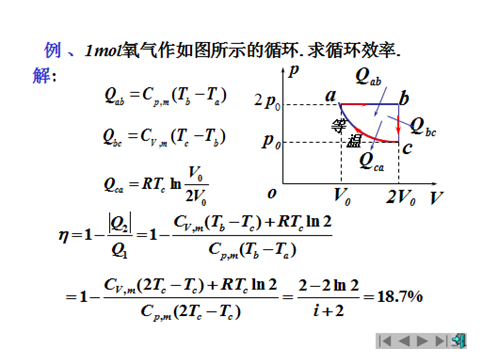 例、1mol氧气作如图所示的循环.求循环效率.
解:
Q_{ab} = C_{p,m}(T_b - T_a)
Q_{bc} = C_{V,m}(T_c - T_b)
Q_{ca} = RT_c ln \frac{V_0}{2V_0}
η = 1 - \frac{|Q_2|}{Q_1} = 1 - \frac{C_{V,m}(T_b - T_c) + RT_c ln 2}{C_{p,m}(T_b - T_a)}
= 1 - \frac{C_{V,m}(2T_c - T_c) + RT_c ln 2}{C_{p,m}(2T_c - T_c)} = \frac{2 - 2 ln 2}{i + 2} = 18.7%
p
Q_{ab}
2p_0
a
b
等
温
Q_{bc}
p_0
c
Q_{ca}
o
V_0
2V_0
V